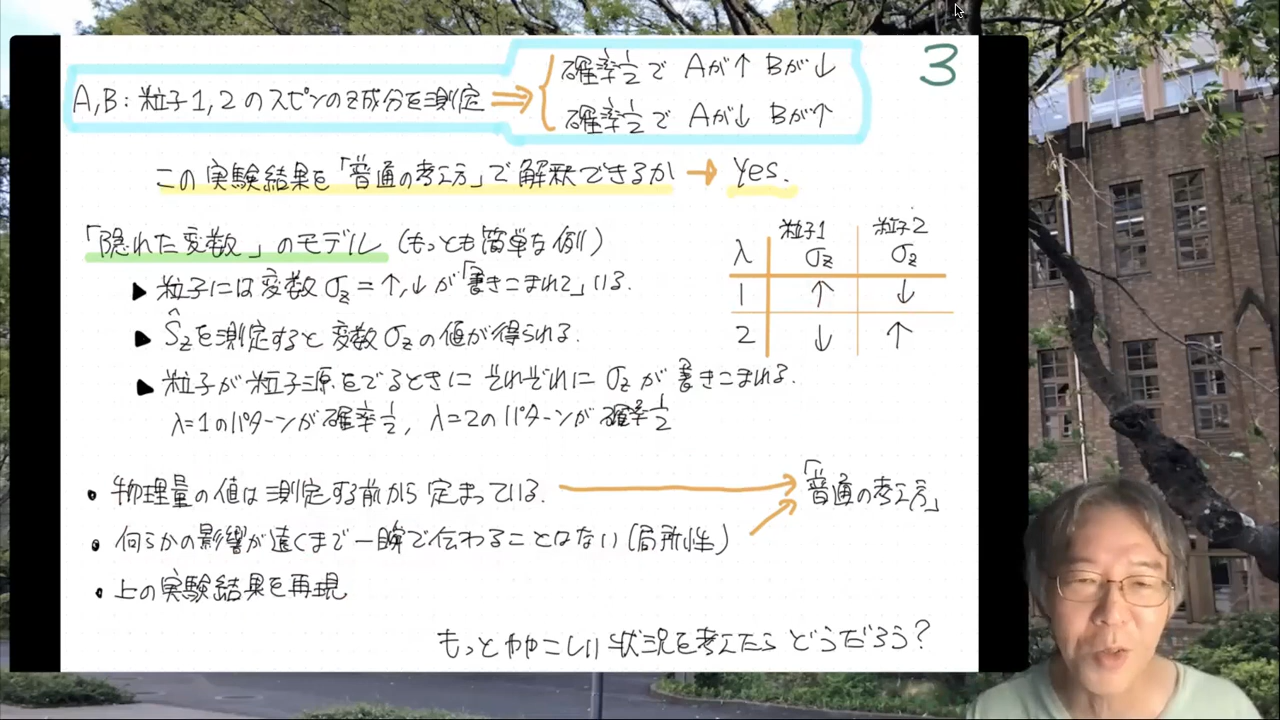 3
A,B:粒子1,2のスピンのz成分を測定 ⇒ { 確率1/2で Aが↑ Bが↓
確率1/2で Aが↓ Bが↑
この実験結果を「普通の考え方」で解釈できるか → Yes.
「隠れた変数」のモデル(もっとも簡単な例)
▶ 粒子には変数σz=↑,↓が「書きこまれて」いる.
▶ Ŝzを測定すると変数σzの値が得られる.
▶ 粒子が粒子源をでるときにそれぞれにσzが書きこまれる.
λ=1のパターンが確率1/2, λ=2のパターンが確率1/2
粒子1 粒子2
λ σz σz
1 ↑ ↓
2 ↓ ↑
• 物理量の値は測定する前から定まっている. → 「普通の考え方」
• 何らかの影響が遠くまで一瞬で伝わることはない(局所性)
• 上の実験結果を再現
もっとややこしい状況を考えたらどうだろう?